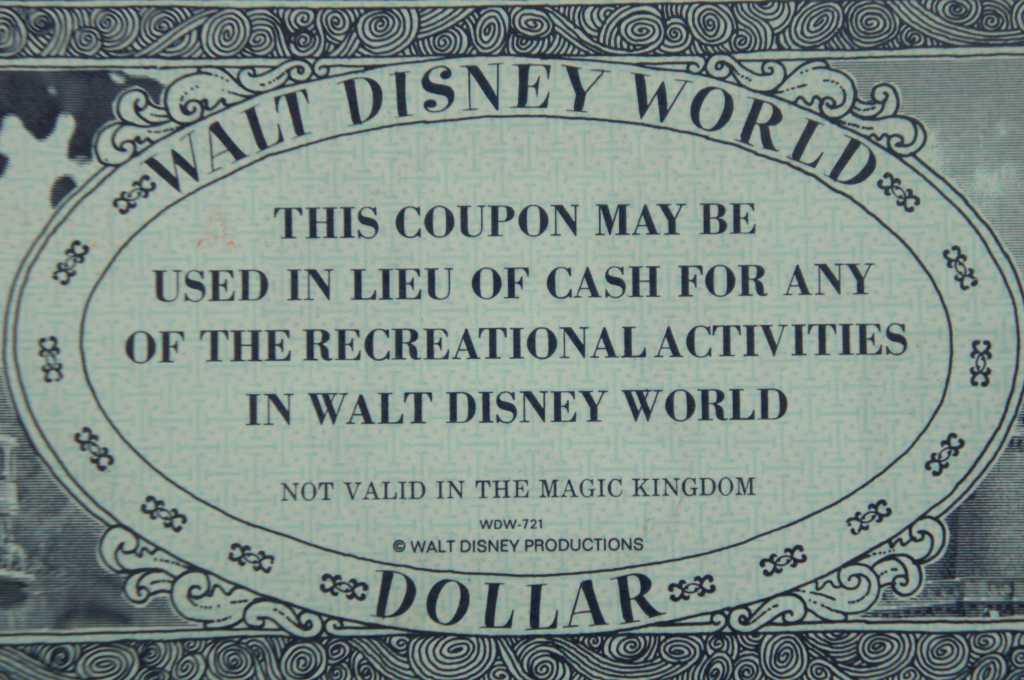 WALT DISNEY WORLD
THIS COUPON MAY BE
USED IN LIEU OF CASH FOR ANY
OF THE RECREATIONAL ACTIVITIES
IN WALT DISNEY WORLD
NOT VALID IN THE MAGIC KINGDOM
WDW-721
© WALT DISNEY PRODUCTIONS
DOLLAR